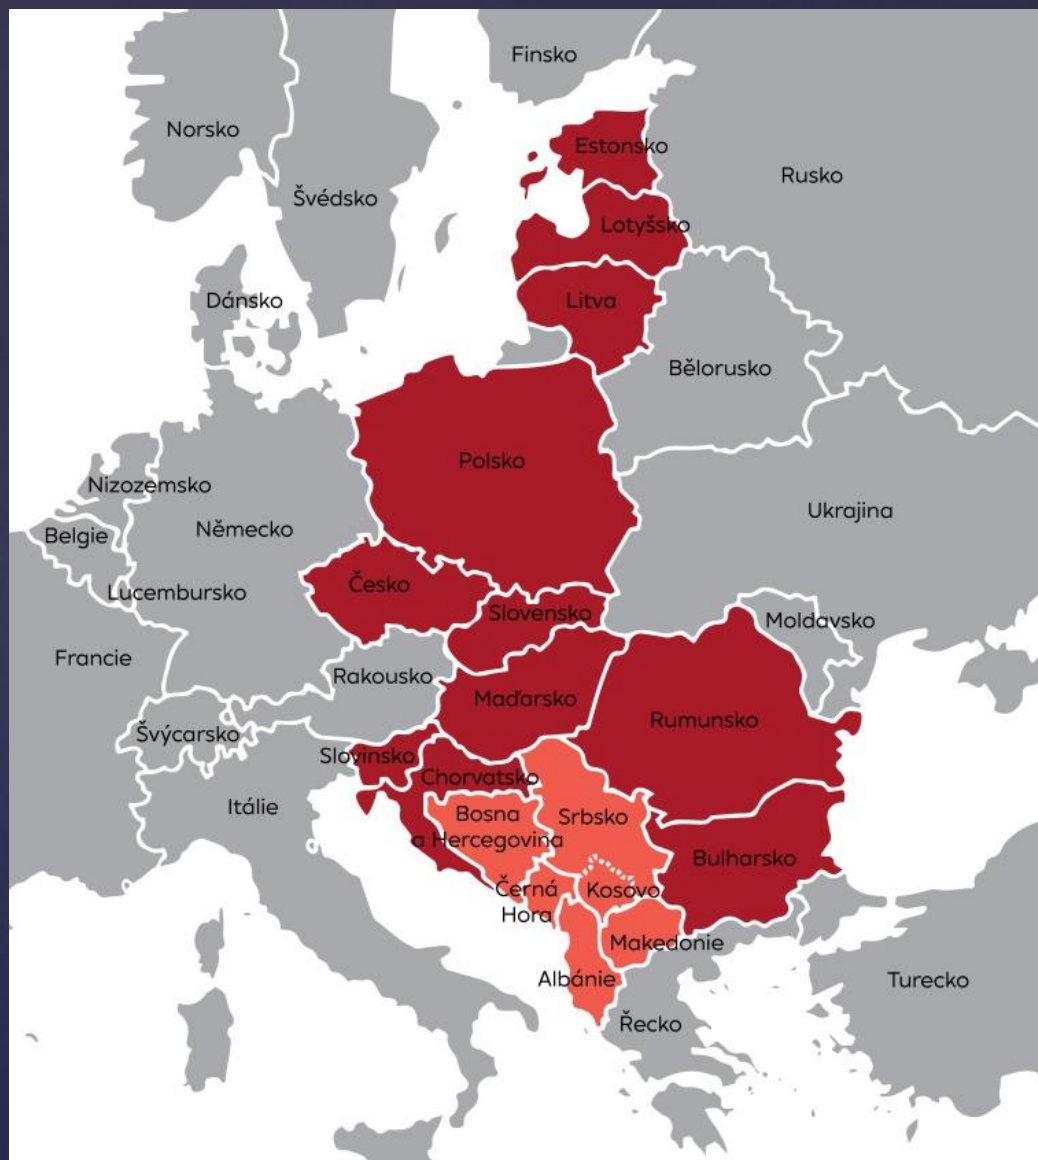 Finsko
Norsko
Estonsko
Rusko
Švédsko
Lotyšsko
Dánsko
Litva
Bělorusko
Polsko
Nizozemsko
Ukrajina
Německo
Belgie
Česko
Lucembursko
Slovensko
Moldavsko
Francie
Rakousko
Maďarsko
Rumunsko
Švýcarsko
Slovinsko
Chorvatsko
Itálie
Bosna
a Hercegovina
Srbsko
Bulharsko
Černá
Hora
Kosovo
Makedonie
Albánie
Turecko
Řecko